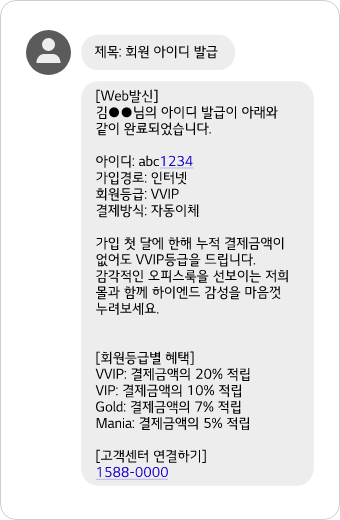 제목: 회원 아이디 발급
[Web발신]
김●●님의 아이디 발급이 아래와
같이 완료되었습니다.
아이디: abc1234
가입경로: 인터넷
회원등급: VVIP
결제방식: 자동이체
가입 첫 달에 한해 누적 결제금액이
없어도 VVIP등급을 드립니다.
감각적인 오피스룩을 선보이는 저희
몰과 함께 하이엔드 감성을 마음껏
누려보세요.
[회원등급별 혜택]
VVIP: 결제금액의 20% 적립
VIP: 결제금액의 10% 적립
Gold: 결제금액의 7% 적립
Mania: 결제금액의 5% 적립
[고객센터 연결하기]
1588-0000